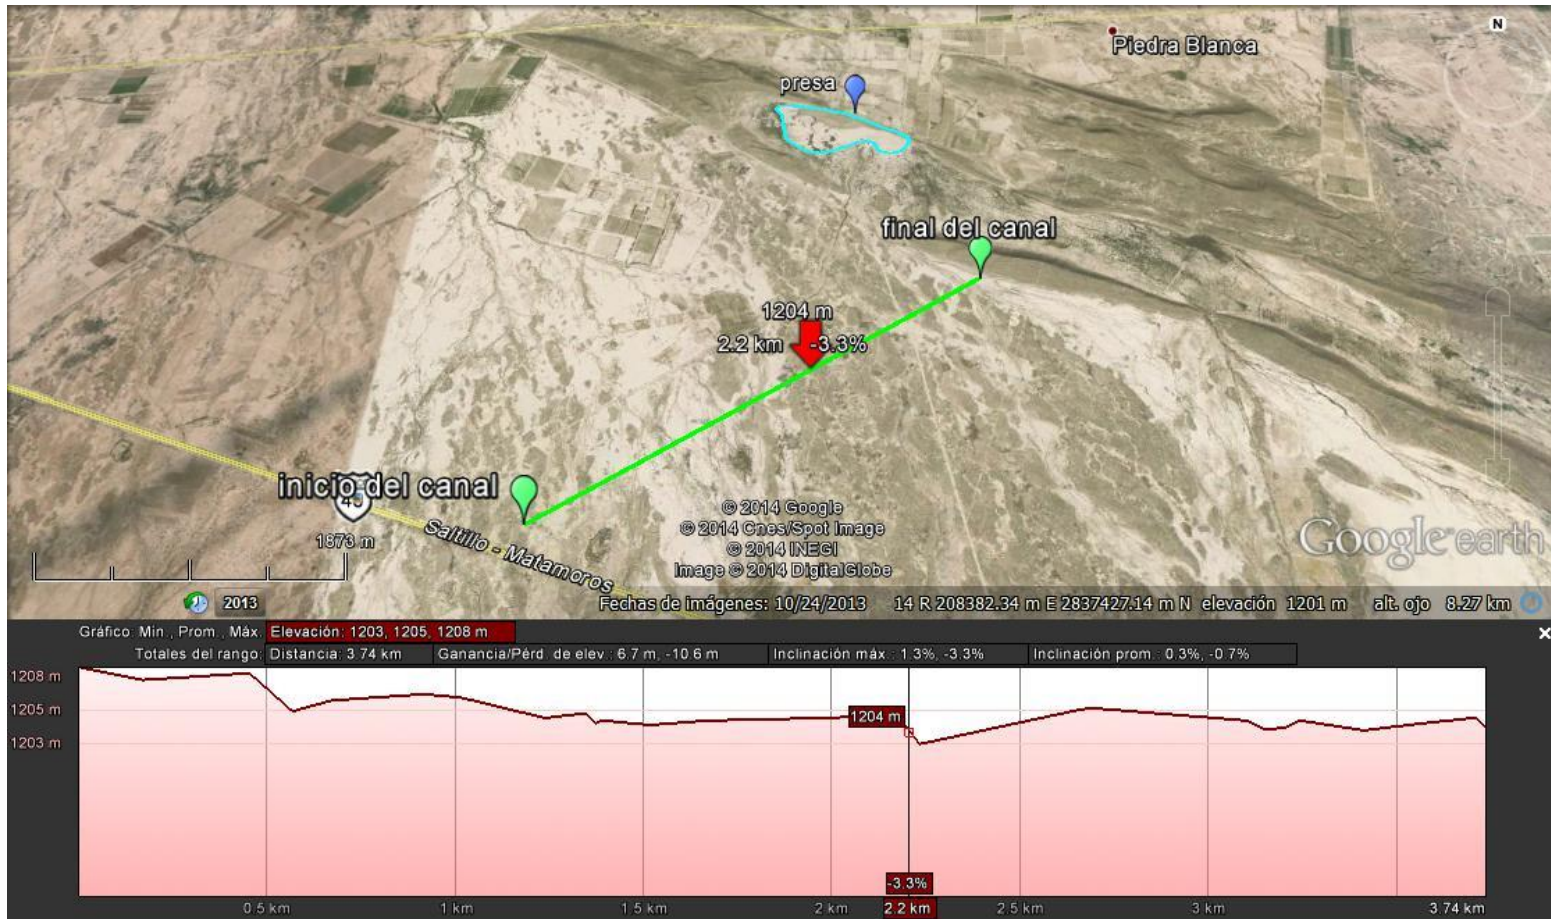 N
Piedra Blanca
presa
final del canal
1204 m
2.2 km -3.3%
inicio del canal
1873 m
Saltillo - Matamoros
© 2014 Google
© 2014 Cnes/Spot Image
© 2014 INEGI
Image © 2014 DigitalGlobe
Google earth
2013
Fechas de imágenes: 10/24/2013 14 R 208382.34 m E 2837427.14 m N elevación 1201 m alt. ojo 8.27 km
Gráfico: Mín., Prom., Máx. Elevación: 1203, 1205, 1208 m
Totales del rango: Distancia: 3.74 km Ganancia/Pérd. de elev.: 6.7 m, -10.6 m Inclinación máx.: 1.3%, -3.3% Inclinación prom.: 0.3%, -0.7%
1208 m
1205 m
1204 m
1203 m
-3.3%
0.5 km 1 km 1.5 km 2 km 2.2 km 2.5 km 3 km 3.74 km